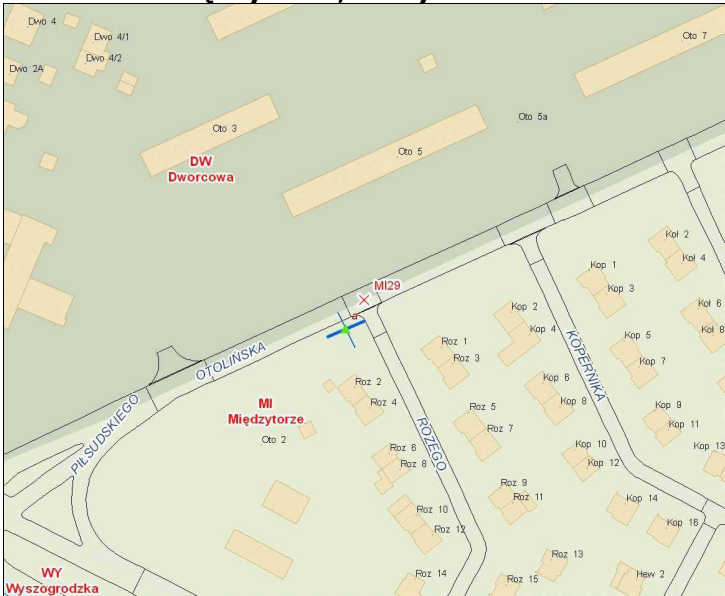 Dwo 4
Dwo 4/1
Dwo 4/2
Dwo 2A
Oto 7
Oto 3
Oto 5
Oto 5a
DW
Dworcowa
MI29
a
OTOLIŃSKA
PIŁSUDSKIEGO
MI
Międzytorze
Oto 2
WY
Wyszogrodzka
ROZEGO
KOPERNIKA
Roz 1
Roz 3
Roz 2
Roz 4
Roz 5
Roz 7
Roz 6
Roz 8
Roz 9
Roz 11
Roz 10
Roz 12
Roz 13
Roz 14
Roz 15
Kop 1
Kop 3
Kop 2
Kop 4
Kop 5
Kop 7
Kop 6
Kop 8
Kop 9
Kop 11
Kop 10
Kop 12
Kop 13
Kop 14
Kop 16
Koł 2
Koł 4
Koł 6
Koł 8
Hew 2